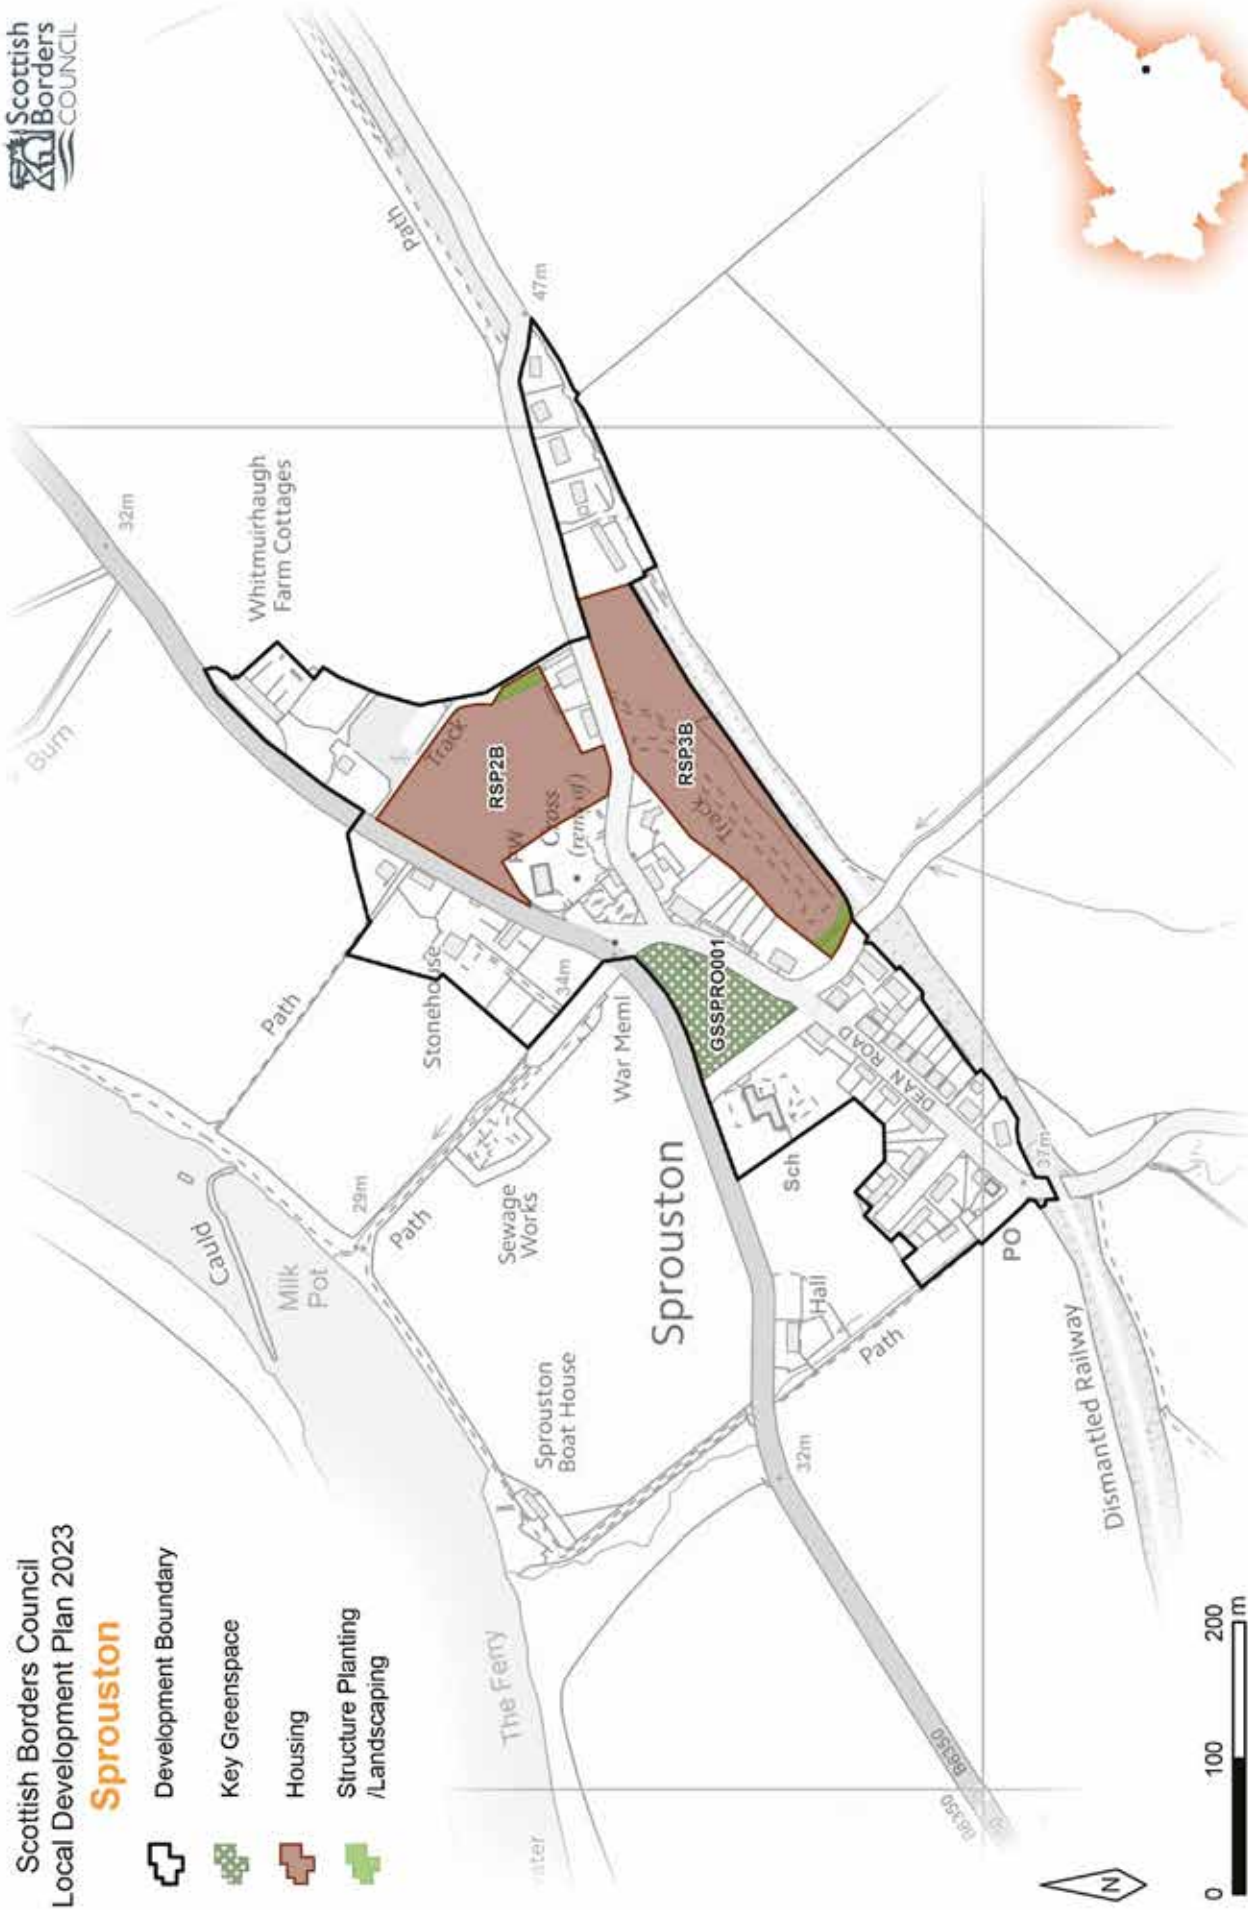 Scottish Borders Council
Local Development Plan 2023
Sprouston
Development Boundary
Key Greenspace
Housing
Structure Planting
/Landscaping
Scottish
Borders
COUNCIL
Burn
32m
Whitmuirhaugh
Farm Cottages
Path
47m
Track
RSP2B
Cross
(rems of)
RSP3B
Track
Path
Stonehouse
34m
War Meml
GSSPRO001
DEAN ROAD
Cauld
Milk
Pot
29m
Path
Sewage
Works
Sprouston
Sch
37m
PO
Hall
Path
Sprouston
Boat House
32m
Dismantled Railway
The Ferry
B6350
B6350
N
0
100
200
m